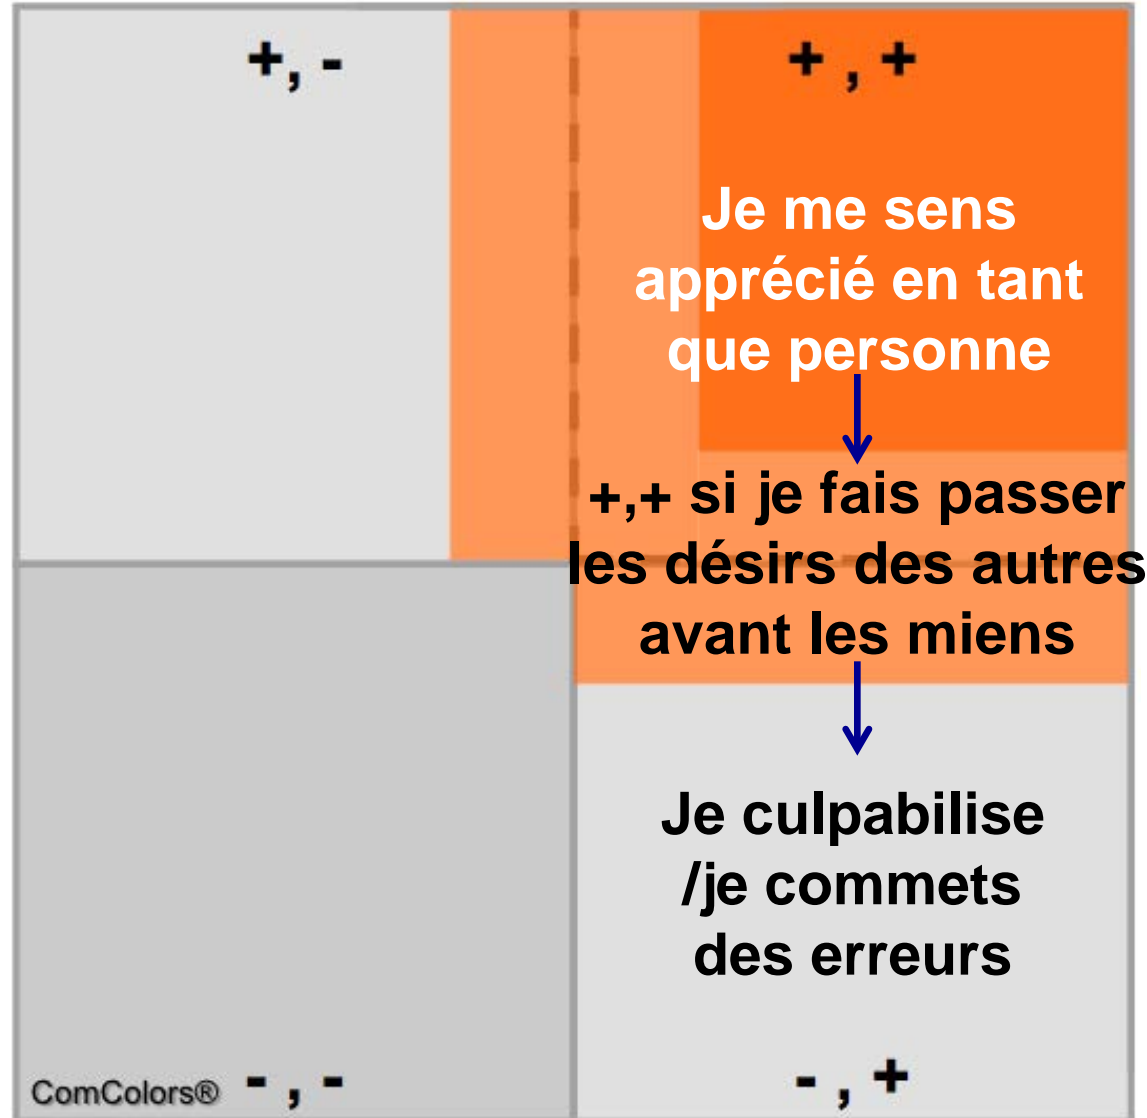 +, -
+ , +
Je me sens
apprécié en tant
que personne
+,+ si je fais passer
les désirs des autres
avant les miens
Je culpabilise
/je commets
des erreurs
ComColors® - , -
- , +